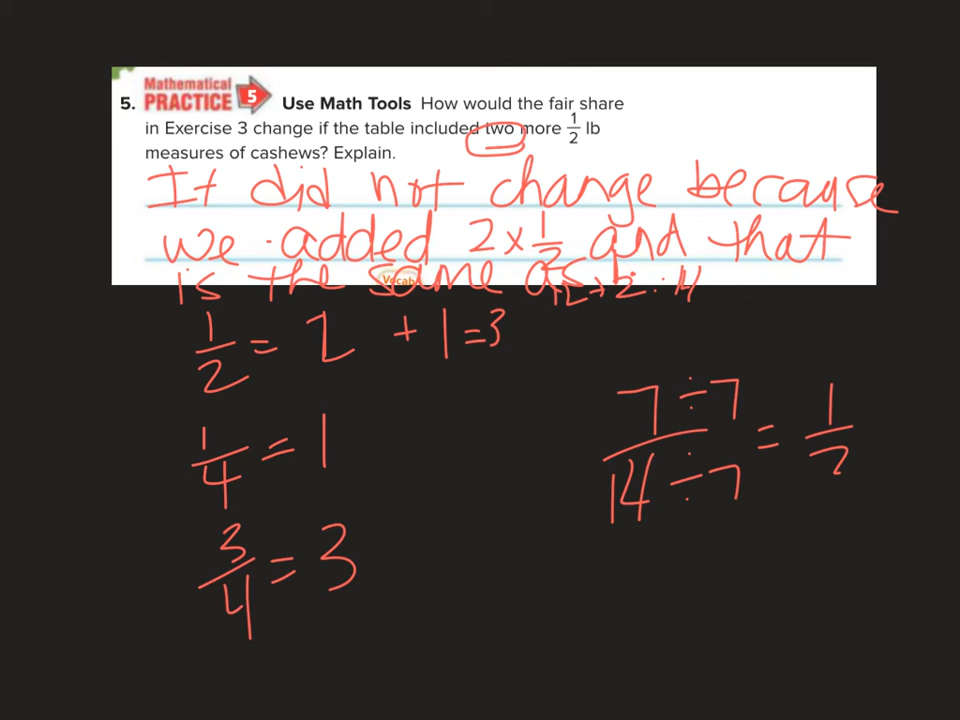 Mathematical
5. PRACTICE 5 Use Math Tools How would the fair share
in Exercise 3 change if the table included two more 1/2 lb
measures of cashews? Explain.
It did not change because
we added 2 x 1/2 and that
is the same as
Vocab
1/2 = 2 + 1 = 3
1/4 = 1
3/4 = 3
7 ÷ 7 / 14 ÷ 7 = 1/2